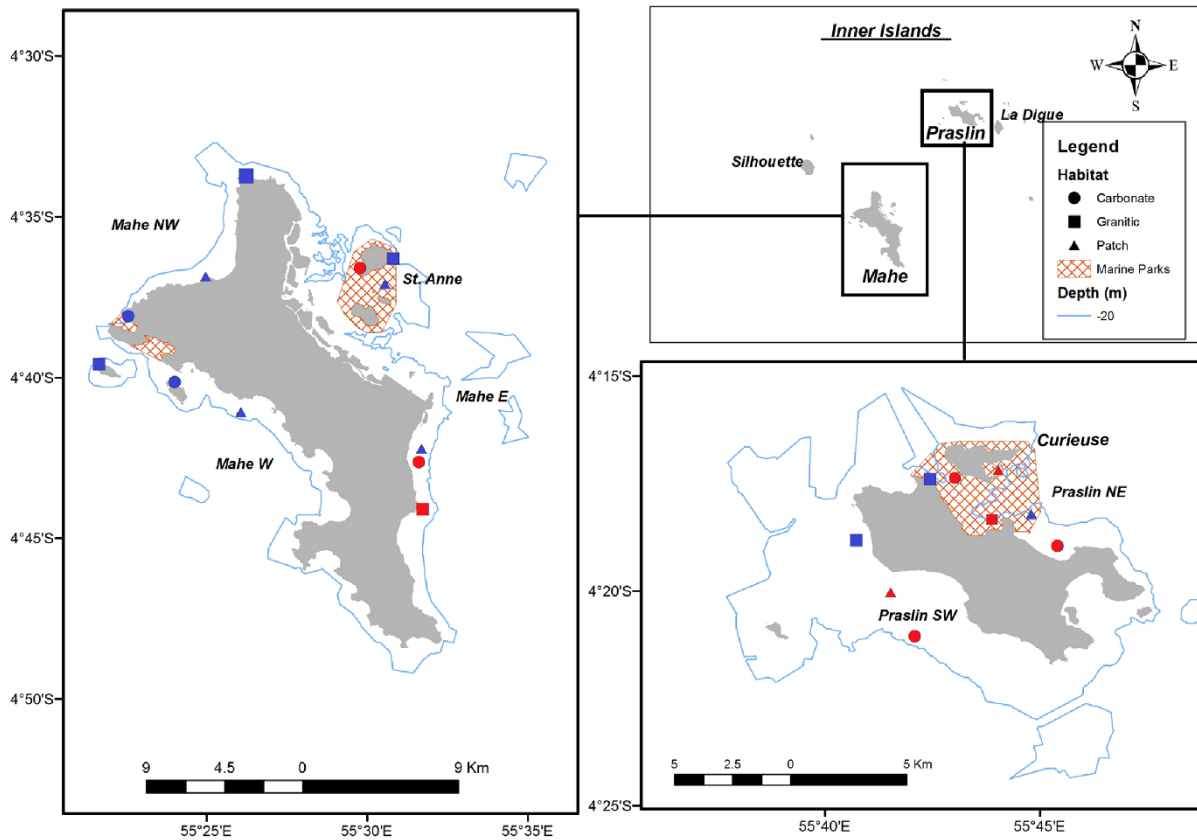 4°30'S
4°35'S
4°40'S
4°45'S
4°50'S
Mahe NW
St. Anne
Mahe E
Mahe W
9 4.5 0 9 Km
55°25'E 55°30'E 55°35'E
Inner Islands
N
W E
S
La Digue
Praslin
Silhouette
Mahe
Legend
Habitat
Carbonate
Granitic
Patch
Marine Parks
Depth (m)
-20
4°15'S
4°20'S
4°25'S
Curieuse
Praslin NE
Praslin SW
5 2.5 0 5 Km
55°40'E 55°45'E